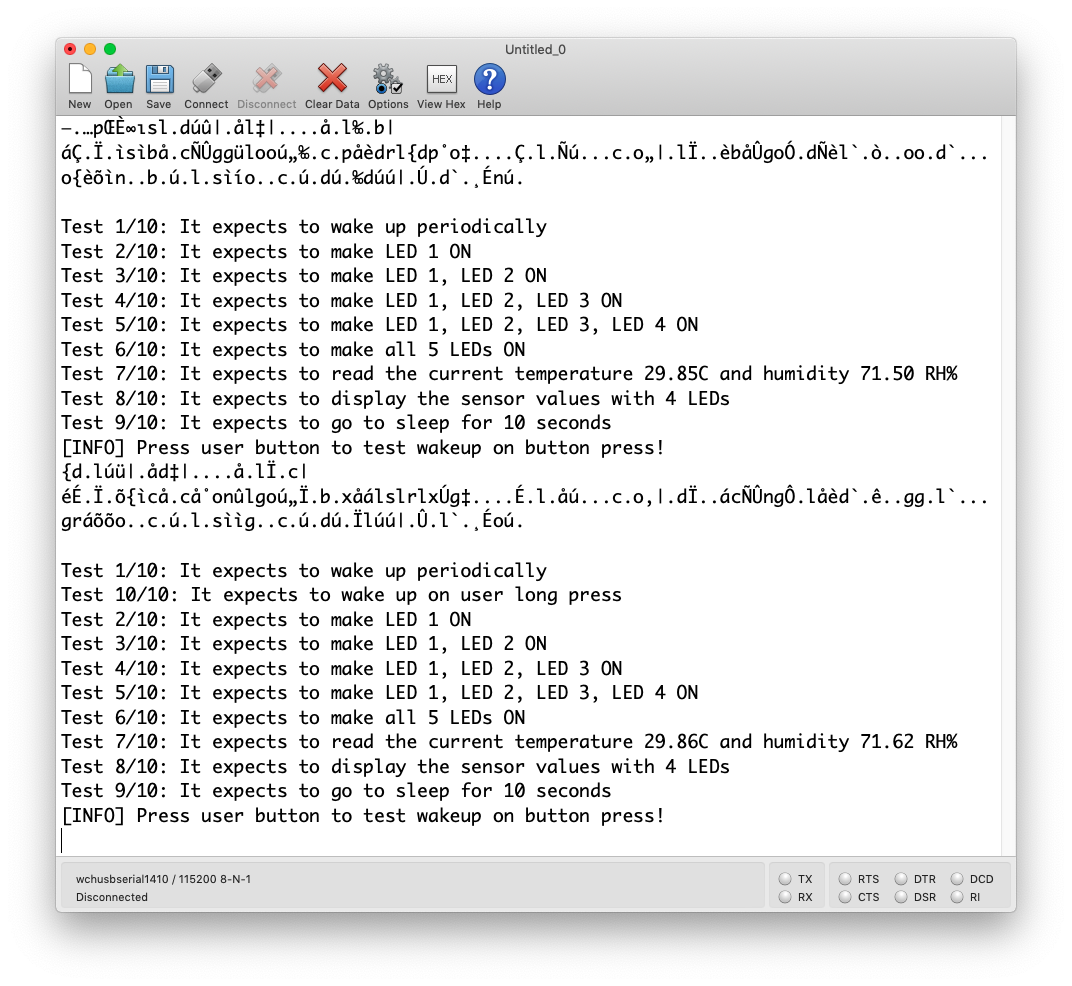 Untitled_0
New Open Save Connect Disconnect Clear Data Options View Hex Help
HEX
—.…pŒÈ∞ısl.dúû|.ål‡|....å.l‰.b|
áÇ.Ï.ìsìbå.cÑÛggülooú„‰.c.påèdrl{dp˚o‡....Ç.l.Ñú...c.o„|.lÏ..èbåÛgoÓ.dÑèl`.ò..oo.d`...
o{èõìn..b.ú.l.sìío..c.ú.dú.‰dúú|.Ú.d`.¸Énú.
Test 1/10: It expects to wake up periodically
Test 2/10: It expects to make LED 1 ON
Test 3/10: It expects to make LED 1, LED 2 ON
Test 4/10: It expects to make LED 1, LED 2, LED 3 ON
Test 5/10: It expects to make LED 1, LED 2, LED 3, LED 4 ON
Test 6/10: It expects to make all 5 LEDs ON
Test 7/10: It expects to read the current temperature 29.85C and humidity 71.50 RH%
Test 8/10: It expects to display the sensor values with 4 LEDs
Test 9/10: It expects to go to sleep for 10 seconds
[INFO] Press user button to test wakeup on button press!
{d.lúü|.åd‡|....å.lÏ.c|
éÉ.Ï.õ{ìcå.cå˚onûlgoú„Ï.b.xåálslrlxÚg‡....É.l.åú...c.o,|.dÏ..ácÑÛngÔ.låèd`.ê..gg.l`...
gráõõo..c.ú.l.sììg..c.ú.dú.Ïlúú|.Û.l`.¸Éoú.
Test 1/10: It expects to wake up periodically
Test 10/10: It expects to wake up on user long press
Test 2/10: It expects to make LED 1 ON
Test 3/10: It expects to make LED 1, LED 2 ON
Test 4/10: It expects to make LED 1, LED 2, LED 3 ON
Test 5/10: It expects to make LED 1, LED 2, LED 3, LED 4 ON
Test 6/10: It expects to make all 5 LEDs ON
Test 7/10: It expects to read the current temperature 29.86C and humidity 71.62 RH%
Test 8/10: It expects to display the sensor values with 4 LEDs
Test 9/10: It expects to go to sleep for 10 seconds
[INFO] Press user button to test wakeup on button press!
wchusbserial1410 / 115200 8-N-1
Disconnected
TX RTS DTR DCD
RX CTS DSR RI